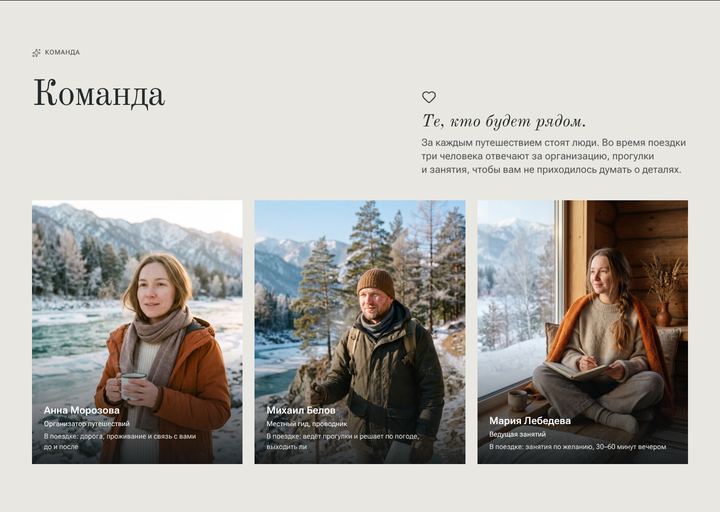 КОМАНДА
Команда
Те, кто будет рядом.
За каждым путешествием стоят люди. Во время поездки
три человека отвечают за организацию, прогулки
и занятия, чтобы вам не приходилось думать о деталях.
Анна Морозова
Организатор путешествий
В поездке: дорога, проживание и связь с вами
до и после
Михаил Белов
Местный гид, проводник
В поездке: ведёт прогулки и решает по погоде,
выходить ли
Мария Лебедева
Ведущая занятий
В поездке: занятия по желанию, 30–60 минут вечером